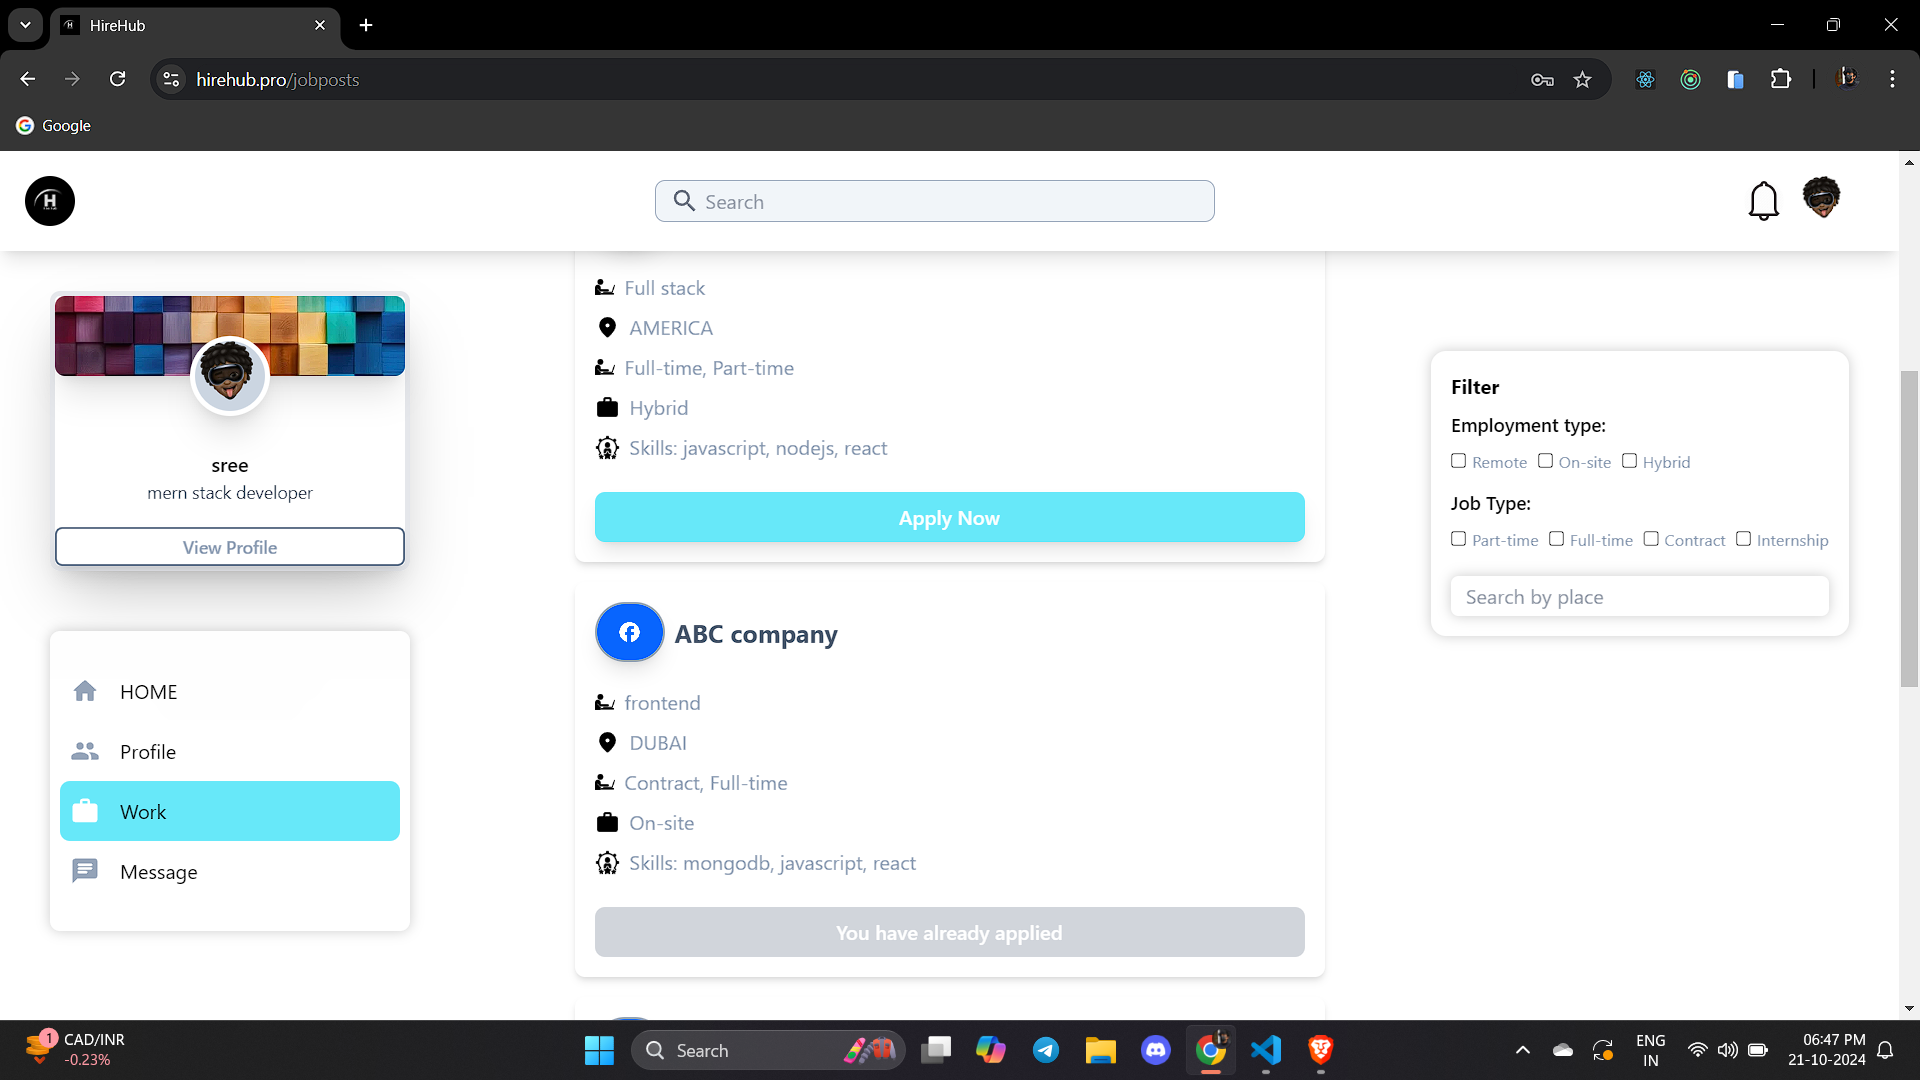 HireHub
hirehub.pro/jobposts
Google
H
Search
sree
mern stack developer
View Profile
HOME
Profile
Work
Message
Full stack
AMERICA
Full-time, Part-time
Hybrid
Skills: javascript, nodejs, react
Apply Now
ABC company
frontend
DUBAI
Contract, Full-time
On-site
Skills: mongodb, javascript, react
You have already applied
Filter
Employment type:
Remote On-site Hybrid
Job Type:
Part-time Full-time Contract Internship
Search by place
1
CAD/INR
-0.23%
Search
ENG
IN
06:47 PM
21-10-2024